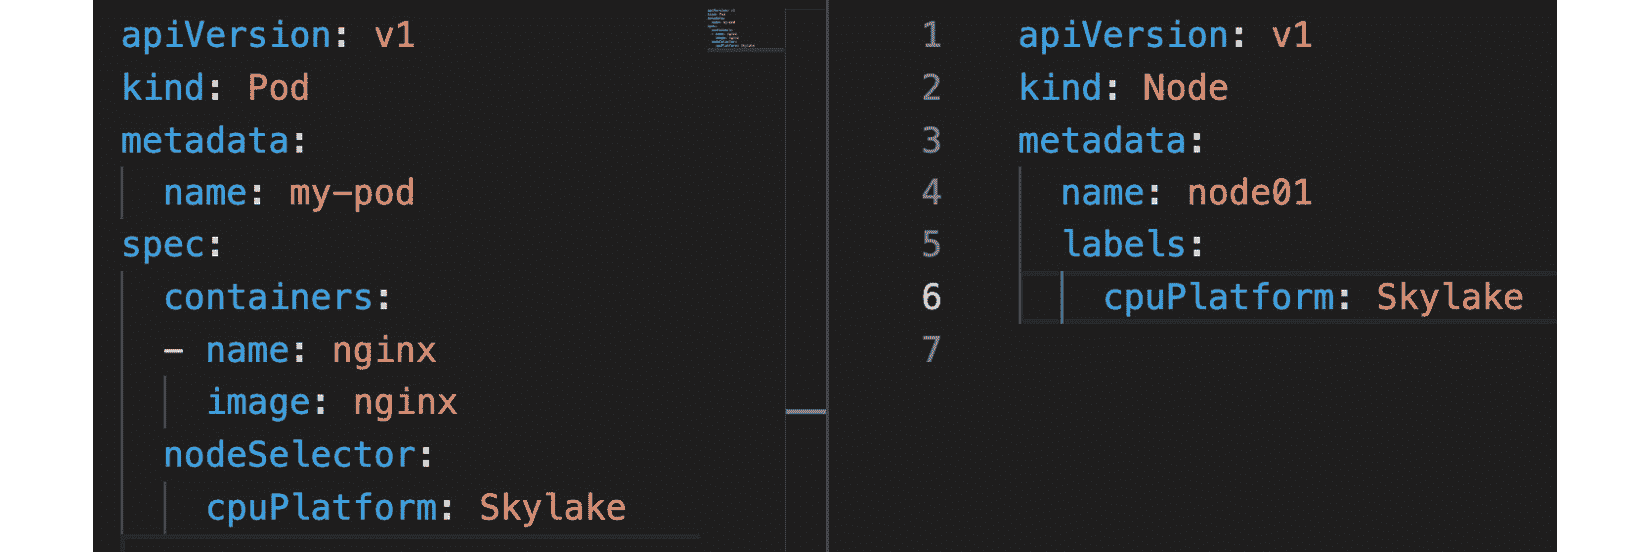 apiVersion: v1
kind: Pod
metadata:
  name: my-pod
spec:
  containers:
  - name: nginx
    image: nginx
  nodeSelector:
    cpuPlatform: Skylake
1 apiVersion: v1
2 kind: Node
3 metadata:
4   name: node01
5   labels:
6     cpuPlatform: Skylake
7